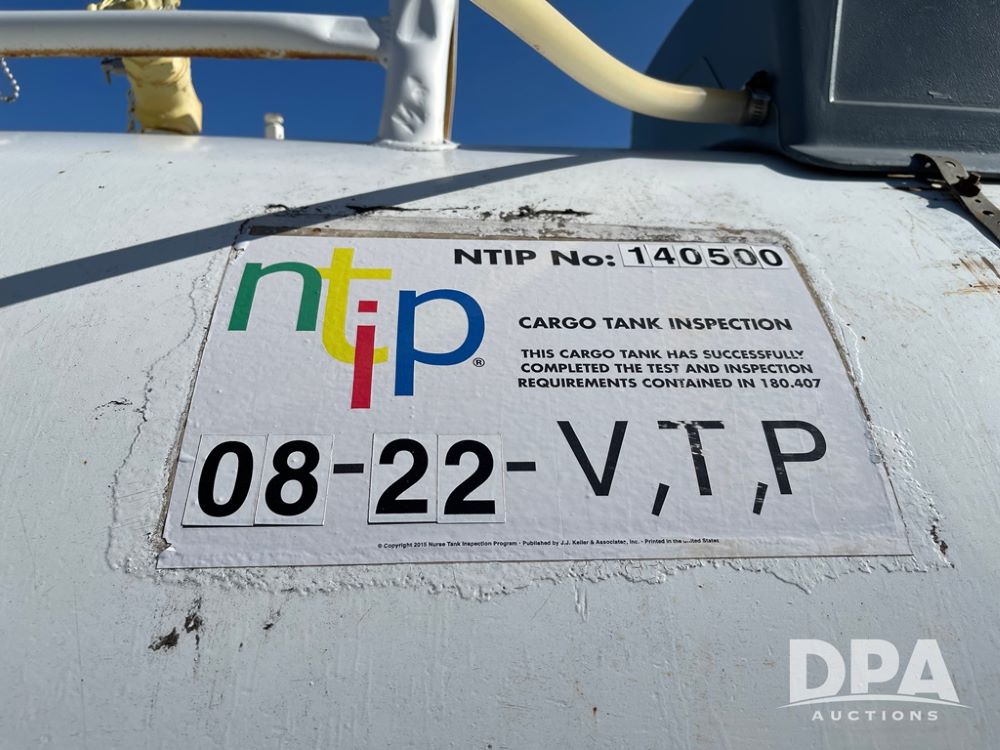 ntip®
NTIP No: 140500
CARGO TANK INSPECTION
THIS CARGO TANK HAS SUCCESSFULLY
COMPLETED THE TEST AND INSPECTION
REQUIREMENTS CONTAINED IN 180.407
08-22-V,T,P
© Copyright 2015 Nurse Tank Inspection Program - Published by J.J. Keller & Associates, Inc. - Printed in the United States
DPA
AUCTIONS